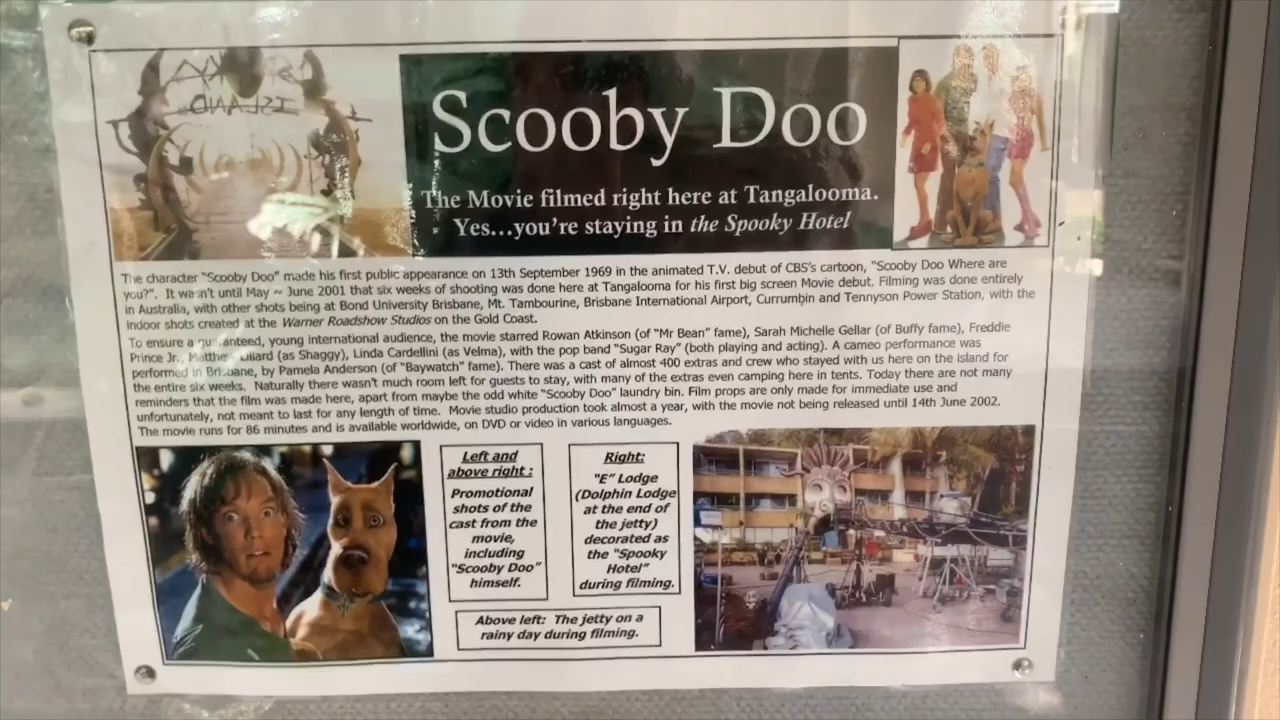 SPOOKY
ISLAND
Scooby Doo
The Movie filmed right here at Tangalooma.
Yes...you're staying in the Spooky Hotel
The character "Scooby Doo" made his first public appearance on 13th September 1969 in the animated T.V. debut of CBS's cartoon, "Scooby Doo Where are
you?". It wasn't until May ~ June 2001 that six weeks of shooting was done here at Tangalooma for his first big screen Movie debut. Filming was done entirely
in Australia, with other shots being at Bond University Brisbane, Mt. Tambourine, Brisbane International Airport, Currumbin and Tennyson Power Station, with the
indoor shots created at the Warner Roadshow Studios on the Gold Coast.
To ensure a guaranteed, young international audience, the movie starred Rowan Atkinson (of "Mr Bean" fame), Sarah Michelle Gellar (of Buffy fame), Freddie
Prince Jr., Matthew Lillard (as Shaggy), Linda Cardellini (as Velma), with the pop band "Sugar Ray" (both playing and acting). A cameo performance was
performed in Brisbane, by Pamela Anderson (of "Baywatch" fame). There was a cast of almost 400 extras and crew who stayed with us here on the island for
the entire six weeks. Naturally there wasn't much room left for guests to stay, with many of the extras even camping here in tents. Today there are not many
reminders that the film was made here, apart from maybe the odd white "Scooby Doo" laundry bin. Film props are only made for immediate use and
unfortunately, not meant to last for any length of time. Movie studio production took almost a year, with the movie not being released until 14th June 2002.
The movie runs for 86 minutes and is available worldwide, on DVD or video in various languages.
Left and
above right :
Promotional
shots of the
cast from the
movie,
including
"Scooby Doo"
himself.
Right:
"E" Lodge
(Dolphin Lodge
at the end of
the jetty)
decorated as
the "Spooky
Hotel"
during filming.
Above left: The jetty on a
rainy day during filming.